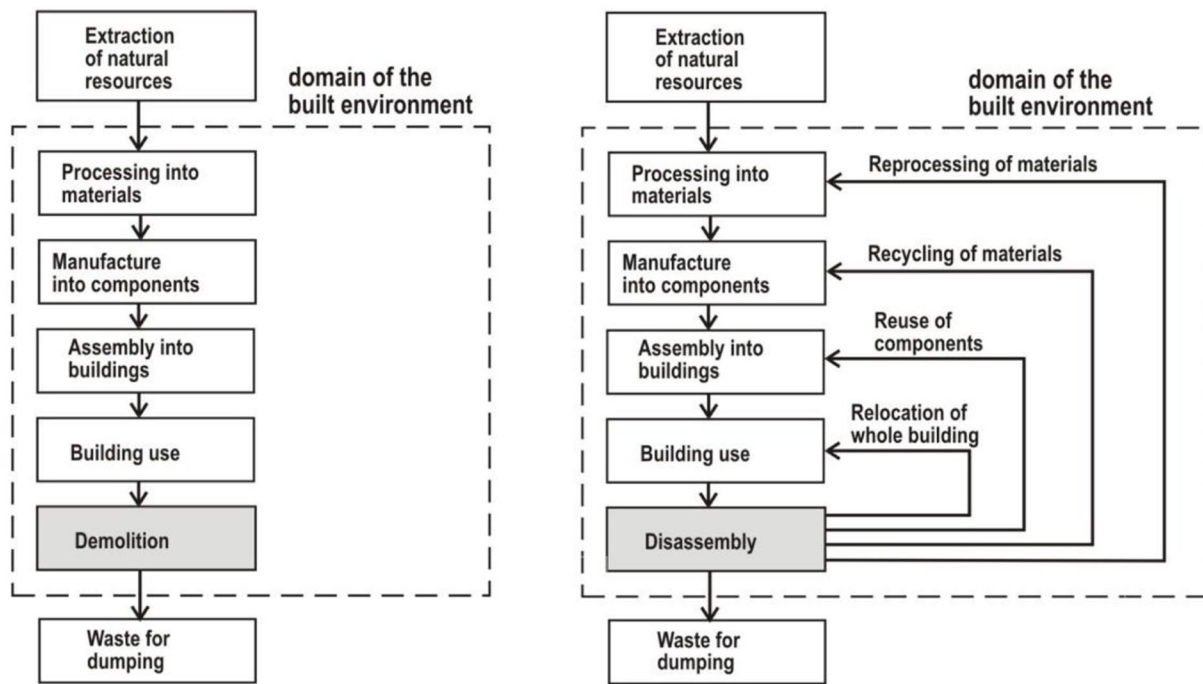 Extraction
of natural
resources
domain of the
built environment
Processing into
materials
Manufacture
into components
Assembly into
buildings
Building use
Demolition
Waste for
dumping
Extraction
of natural
resources
domain of the
built environment
Processing into
materials
Reprocessing of materials
Manufacture
into components
Recycling of materials
Assembly into
buildings
Reuse of
components
Building use
Relocation of
whole building
Disassembly
Waste for
dumping